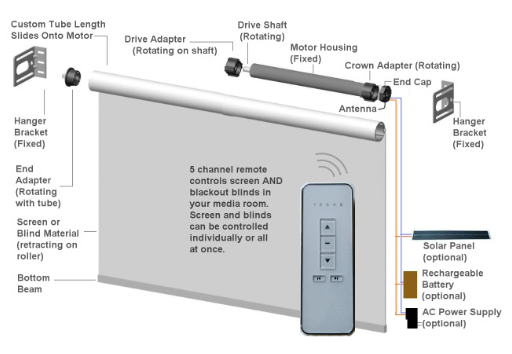 Custom Tube Length
Slides Onto Motor
Drive Adapter
(Rotating on shaft)
Drive Shaft
(Rotating)
Motor Housing
(Fixed)
Crown Adapter (Rotating)
End Cap
Antenna
Hanger
Bracket
(Fixed)
Hanger
Bracket
(Fixed)
End
Adapter
(Rotating
with tube)
5 channel remote
controls screen AND
blackout blinds in
your media room.
Screen and blinds
can be controlled
individually or all
at once.
Screen or
Blind Material
(retracting on
roller)
Bottom
Beam
Solar Panel
(optional)
Rechargeable
Battery
(optional)
AC Power Supply
(optional)